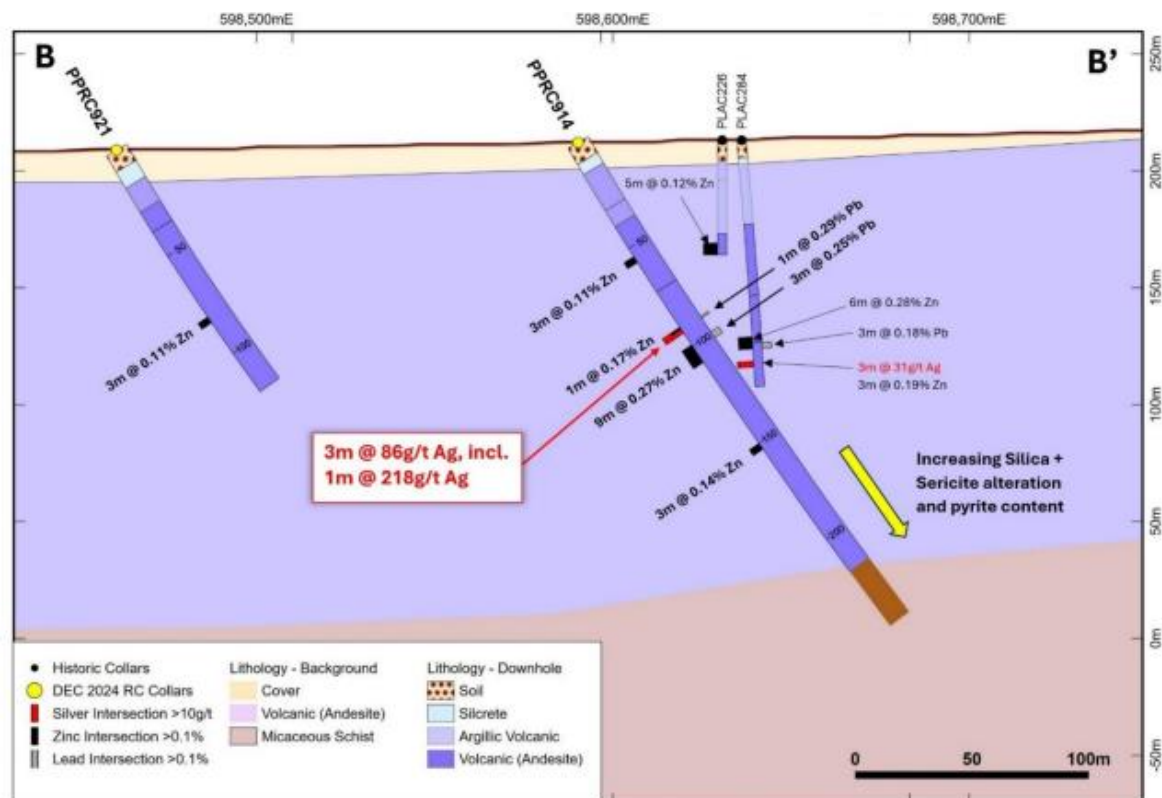 598,500mE 598,600mE 598,700mE
B
B’
PPRC921
PPRC914
PLAC226
PLAC284
250m
200m
150m
100m
50m
0m
-50m
5m @ 0.12% Zn
1m @ 0.29% Pb
3m @ 0.25% Pb
50
50
3m @ 0.11% Zn
6m @ 0.28% Zn
3m @ 0.18% Pb
3m @ 31g/t Ag
3m @ 0.19% Zn
3m @ 0.11% Zn
1m @ 0.17% Zn
9m @ 0.27% Zn
100
100
150
200
3m @ 0.14% Zn
3m @ 86g/t Ag, incl.
1m @ 218g/t Ag
Increasing Silica +
Sericite alteration
and pyrite content
Historic Collars
DEC 2024 RC Collars
Silver Intersection >10g/t
Zinc Intersection >0.1%
Lead Intersection >0.1%
Lithology - Background
Cover
Volcanic (Andesite)
Micaceous Schist
Lithology - Downhole
Soil
Silcrete
Argillic Volcanic
Volcanic (Andesite)
0 50 100m